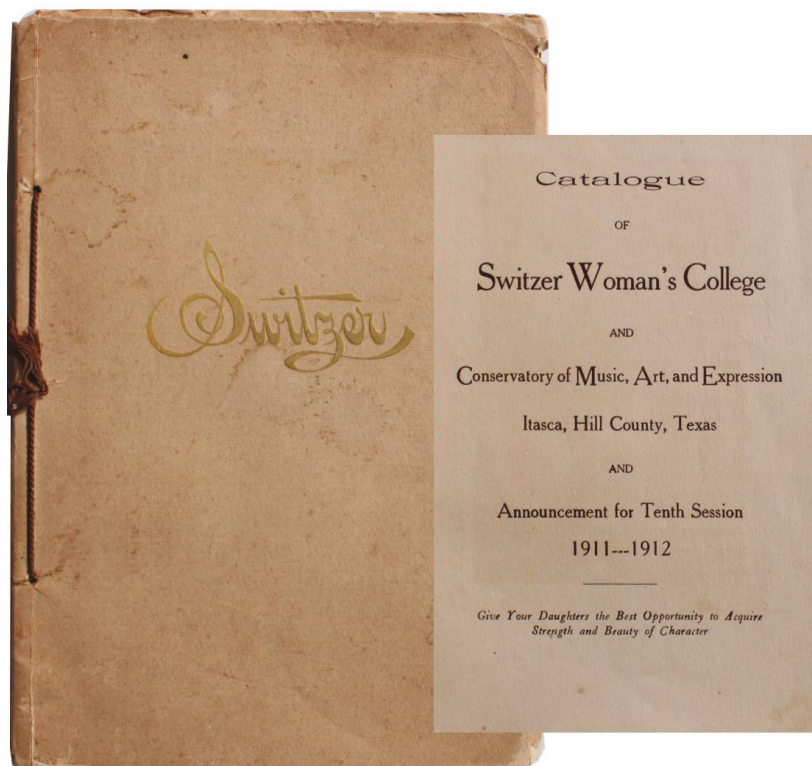 Switzer
Catalogue
OF
Switzer Woman's College
AND
Conservatory of Music, Art, and Expression
Itasca, Hill County, Texas
AND
Announcement for Tenth Session
1911---1912
Give Your Daughters the Best Opportunity to Acquire
Strength and Beauty of Character